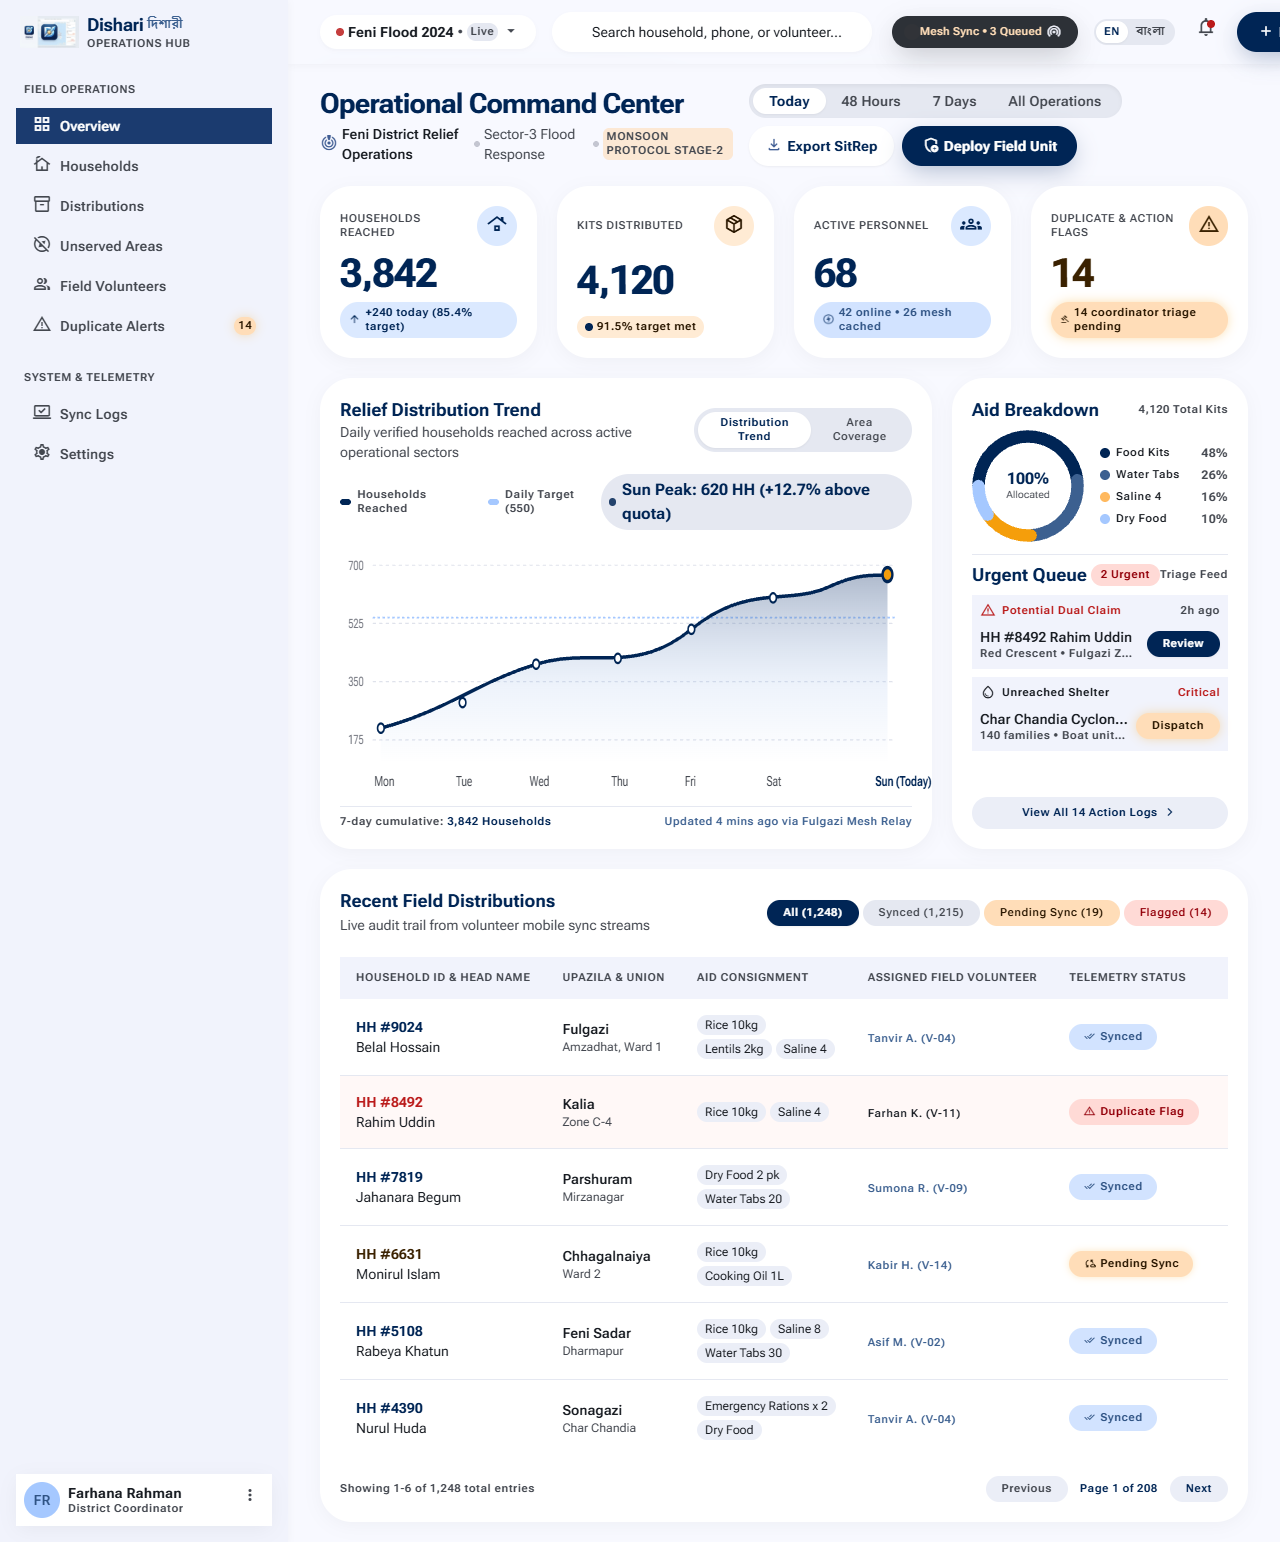 Dishari দিশারী
OPERATIONS HUB
FIELD OPERATIONS
Overview
Households
Distributions
Unserved Areas
Field Volunteers
Duplicate Alerts 14
SYSTEM & TELEMETRY
Sync Logs
Settings
FR
Farhana Rahman
District Coordinator
Feni Flood 2024 • Live
Search household, phone, or volunteer...
Mesh Sync • 3 Queued
EN বাংলা
+
Operational Command Center
Feni District Relief
Operations
Sector-3 Flood
Response
MONSOON
PROTOCOL STAGE-2
Today 48 Hours 7 Days All Operations
Export SitRep
Deploy Field Unit
HOUSEHOLDS
REACHED
3,842
+240 today (85.4%
target)
KITS DISTRIBUTED
4,120
91.5% target met
ACTIVE PERSONNEL
68
42 online • 26 mesh
cached
DUPLICATE & ACTION
FLAGS
14
14 coordinator triage
pending
Relief Distribution Trend
Daily verified households reached across active
operational sectors
Distribution
Trend
Area
Coverage
Households
Reached
Daily Target
(550)
Sun Peak: 620 HH (+12.7% above
quota)
700
525
350
175
Mon Tue Wed Thu Fri Sat Sun (Today)
7-day cumulative: 3,842 Households
Updated 4 mins ago via Fulgazi Mesh Relay
Aid Breakdown
4,120 Total Kits
100%
Allocated
Food Kits 48%
Water Tabs 26%
Saline 4 16%
Dry Food 10%
Urgent Queue 2 Urgent Triage Feed
Potential Dual Claim 2h ago
HH #8492 Rahim Uddin
Red Crescent • Fulgazi Z...
Review
Unreached Shelter Critical
Char Chandia Cyclon...
140 families • Boat unit...
Dispatch
View All 14 Action Logs
Recent Field Distributions
Live audit trail from volunteer mobile sync streams
All (1,248) Synced (1,215) Pending Sync (19) Flagged (14)
HOUSEHOLD ID & HEAD NAME UPAZILA & UNION AID CONSIGNMENT ASSIGNED FIELD VOLUNTEER TELEMETRY STATUS
HH #9024
Belal Hossain
Fulgazi
Amzadhat, Ward 1
Rice 10kg
Lentils 2kg Saline 4
Tanvir A. (V-04)
Synced
HH #8492
Rahim Uddin
Kalia
Zone C-4
Rice 10kg Saline 4
Farhan K. (V-11)
Duplicate Flag
HH #7819
Jahanara Begum
Parshuram
Mirzanagar
Dry Food 2 pk
Water Tabs 20
Sumona R. (V-09)
Synced
HH #6631
Monirul Islam
Chhagalnaiya
Ward 2
Rice 10kg
Cooking Oil 1L
Kabir H. (V-14)
Pending Sync
HH #5108
Rabeya Khatun
Feni Sadar
Dharmapur
Rice 10kg Saline 8
Water Tabs 30
Asif M. (V-02)
Synced
HH #4390
Nurul Huda
Sonagazi
Char Chandia
Emergency Rations x 2
Dry Food
Tanvir A. (V-04)
Synced
Showing 1-6 of 1,248 total entries
Previous Page 1 of 208 Next